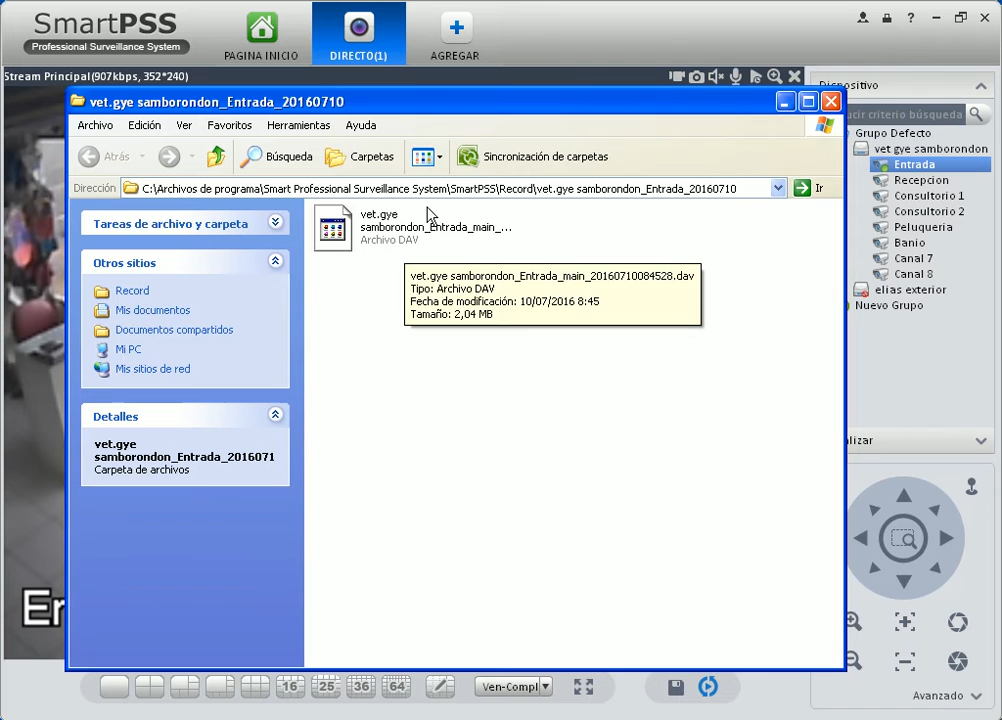 SmartPSS
Professional Surveillance System
PAGINA INICIO
DIRECTO(1)
AGREGAR
Stream Principal(907kbps, 352*240)
vet.gye samborondon_Entrada_20160710
Archivo Edición Ver Favoritos Herramientas Ayuda
Atrás Búsqueda Carpetas Sincronización de carpetas
Dirección C:\Archivos de programa\Smart Professional Surveillance System\SmartPSS\Record\vet.gye samborondon_Entrada_20160710 Ir
Tareas de archivo y carpeta
Otros sitios
Record
Mis documentos
Documentos compartidos
Mi PC
Mis sitios de red
Detalles
vet.gye
samborondon_Entrada_2016071
Carpeta de archivos
vet.gye
samborondon_Entrada_main_...
Archivo DAV
vet.gye samborondon_Entrada_main_20160710084528.dav
Tipo: Archivo DAV
Fecha de modificación: 10/07/2016 8:45
Tamaño: 2,04 MB
Dispositivo
ucir criterio búsqueda
Grupo Defecto
vet gye samborondon
Entrada
Recepcion
Consultorio 1
Consultorio 2
Peluqueria
Banio
Canal 7
Canal 8
elias exterior
Nuevo Grupo
lizar
En
16 25 36 64
Ven-Compl
Avanzado